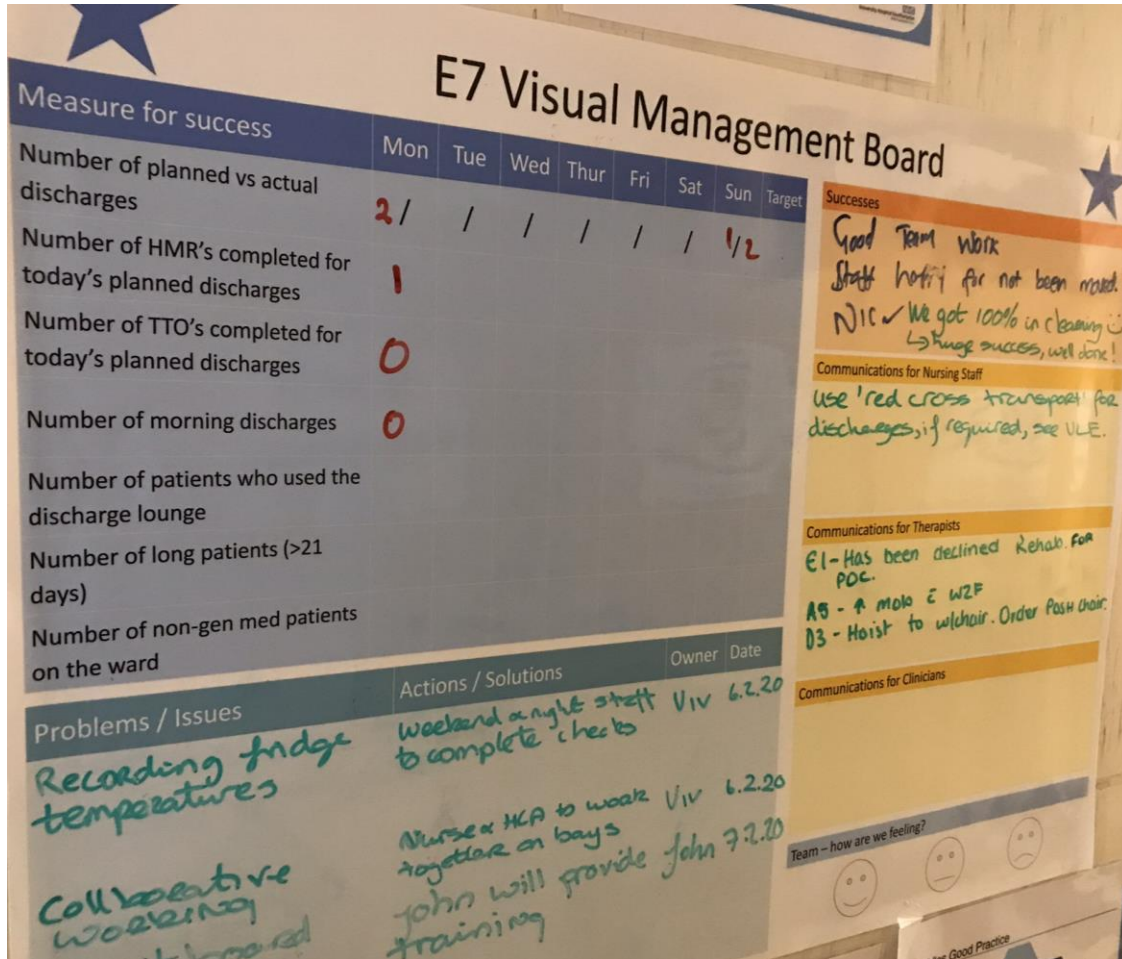 E7 Visual Management Board
Measure for success
Mon Tue Wed Thur Fri Sat Sun Target
Number of planned vs actual
discharges
2/ / / / / / 1/2
Number of HMR's completed for
today's planned discharges
1
Number of TTO's completed for
today's planned discharges
0
Number of morning discharges
0
Number of patients who used the
discharge lounge
Number of long patients (>21
days)
Number of non-gen med patients
on the ward
Problems / Issues
Actions / Solutions
Owner Date
Recording fridge
temperatures
weekend & night staff
to complete checks
Viv 6.2.20
Collaborative
working
Nurse & HCA to work
together on bays
Viv 6.2.20
John will provide
training
John 7.2.20
Successes
Good Team Work
Staff for not been moved.
NIC ✓ We got 100% in cleaning
↳ huge success, well done!
Communications for Nursing Staff
use 'red cross transport' for
discharges, if required, see VLE.
Communications for Therapists
E1 - Has been declined Rehab. FOR
POC.
A5 - ↑ mob c̄ WZF
D3 - Hoist to w/chair. Order Posh chair.
Communications for Clinicians
Team – how are we feeling?
Good Practice